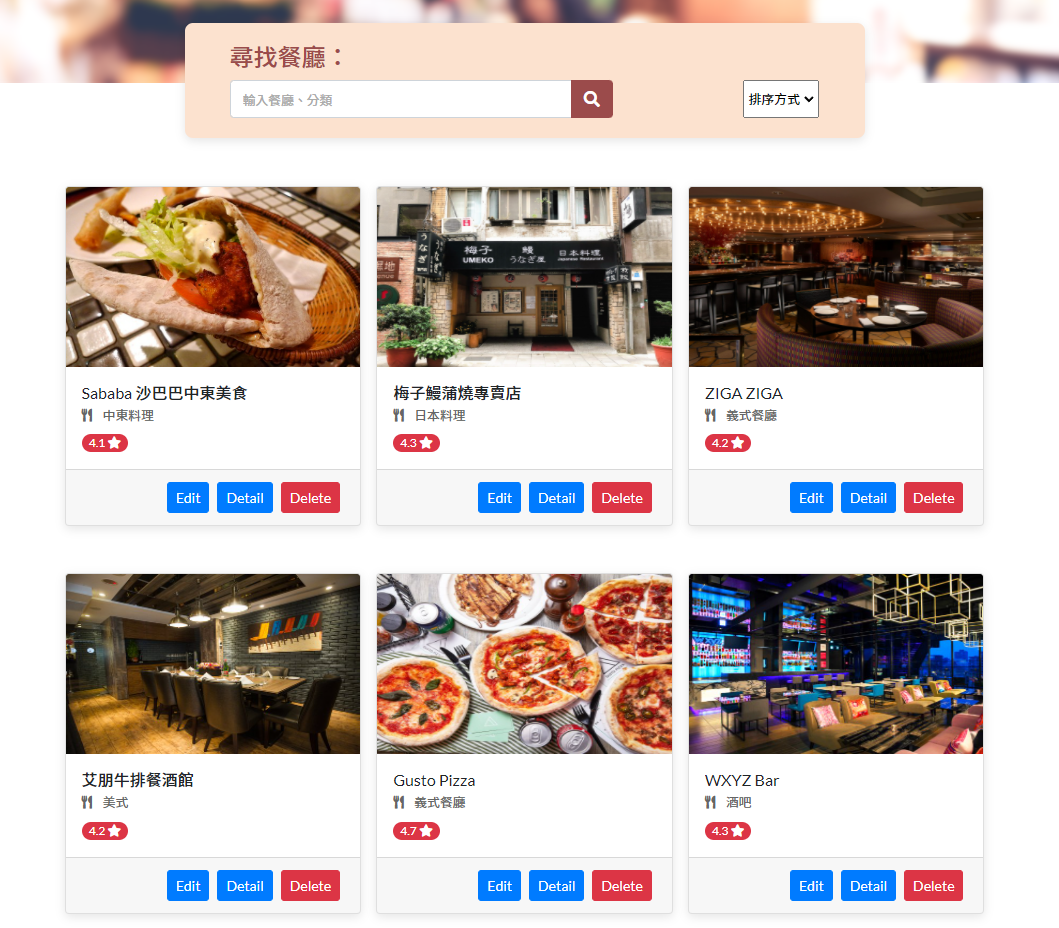 尋找餐廳：
輸入餐廳、分類
排序方式
梅子 鰻 日本料理
UMEKO うなぎ屋 Japanese Restaurant
うなぎ
Sababa 沙巴巴中東美食
中東料理
4.1
Edit Detail Delete
梅子鰻蒲燒專賣店
日本料理
4.3
Edit Detail Delete
ZIGA ZIGA
義式餐廳
4.2
Edit Detail Delete
艾朋牛排餐酒館
美式
4.2
Edit Detail Delete
Gusto Pizza
義式餐廳
4.7
Edit Detail Delete
WXYZ Bar
酒吧
4.3
Edit Detail Delete